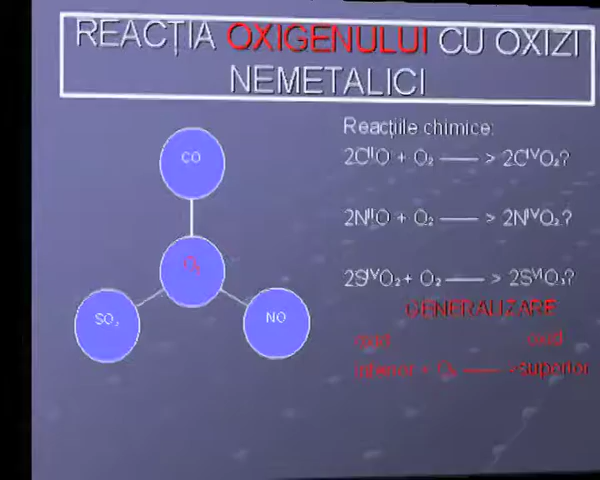 REACȚIA OXIGENULUI CU OXIZI
NEMETALICI
CO
O₂
SO₂
NO
Reacțiile chimice:
2CᴵᴵO + O₂ —— > 2CᴵⱽO₂?
2NᴵᴵO + O₂ —— > 2NᴵⱽO₂?
2SᴵⱽO₂+ O₂ —— > 2SⱽᴵO₃?
GENERALIZARE
oxid oxid
inferior + O₂ —— →superior